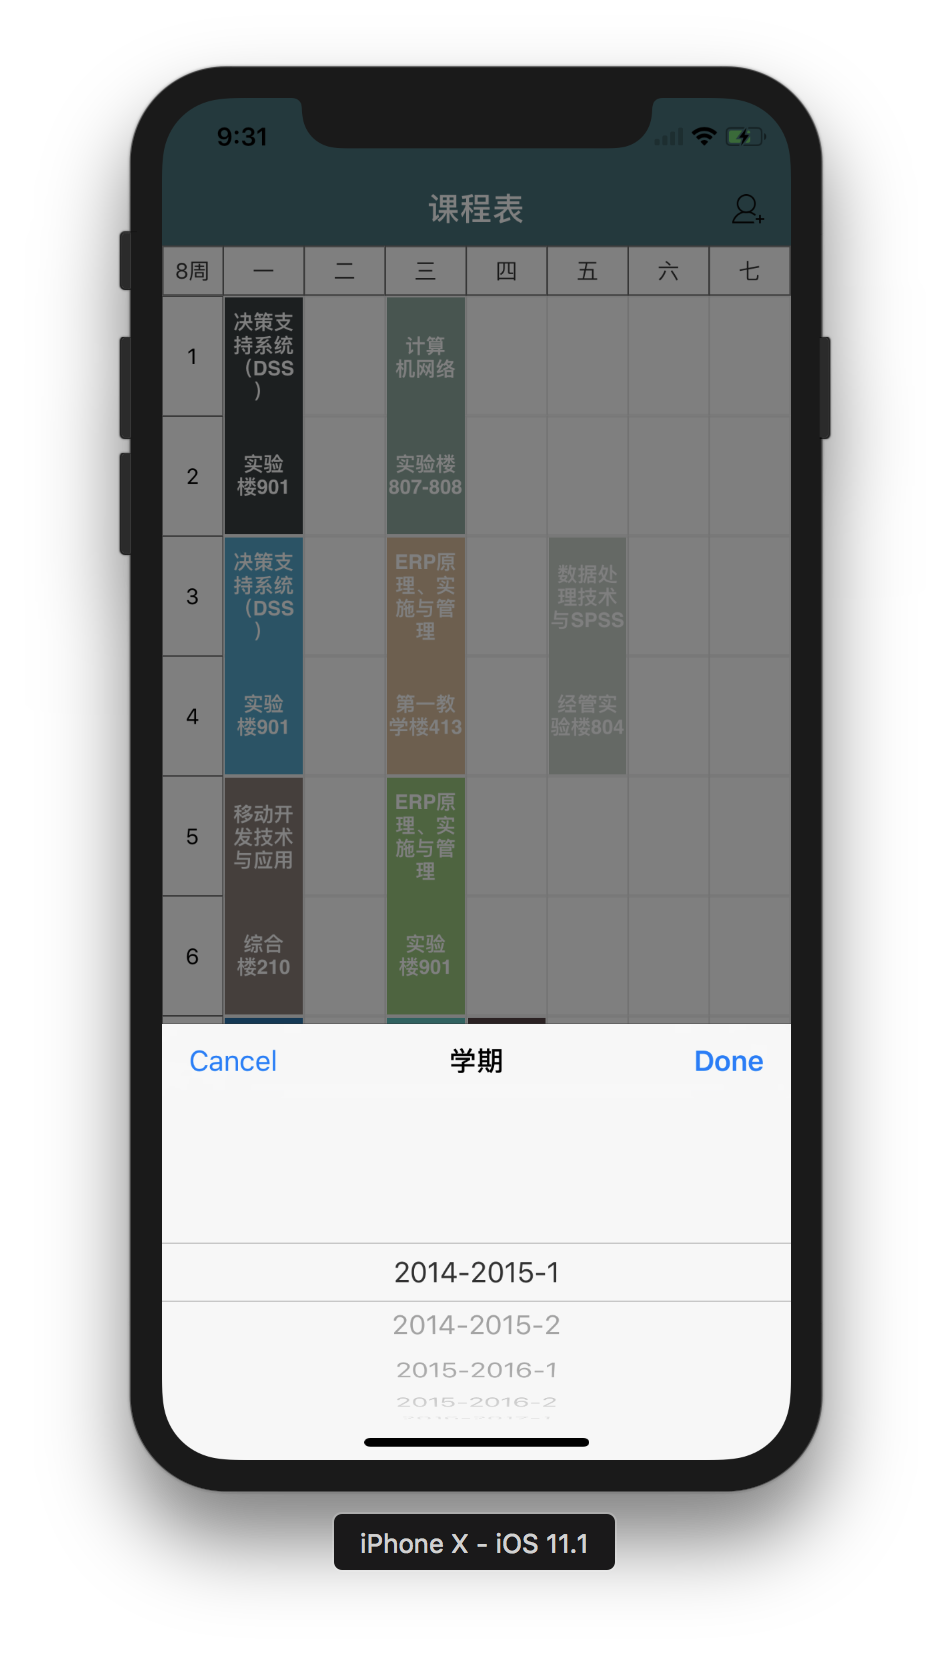 9:31
课程表
8周 一 二 三 四 五 六 七
1
决策支
持系统
（DSS
）
计算
机网络
2
实验
楼901
实验楼
807-808
3
决策支
持系统
（DSS
）
ERP原
理、实
施与管
理
数据处
理技术
与SPSS
4
实验
楼901
第一教
学楼413
经管实
验楼804
5
移动开
发技术
与应用
ERP原
理、实
施与管
理
6
综合
楼210
实验
楼901
Cancel 学期 Done
2014-2015-1
2014-2015-2
2015-2016-1
2015-2016-2
iPhone X - iOS 11.1